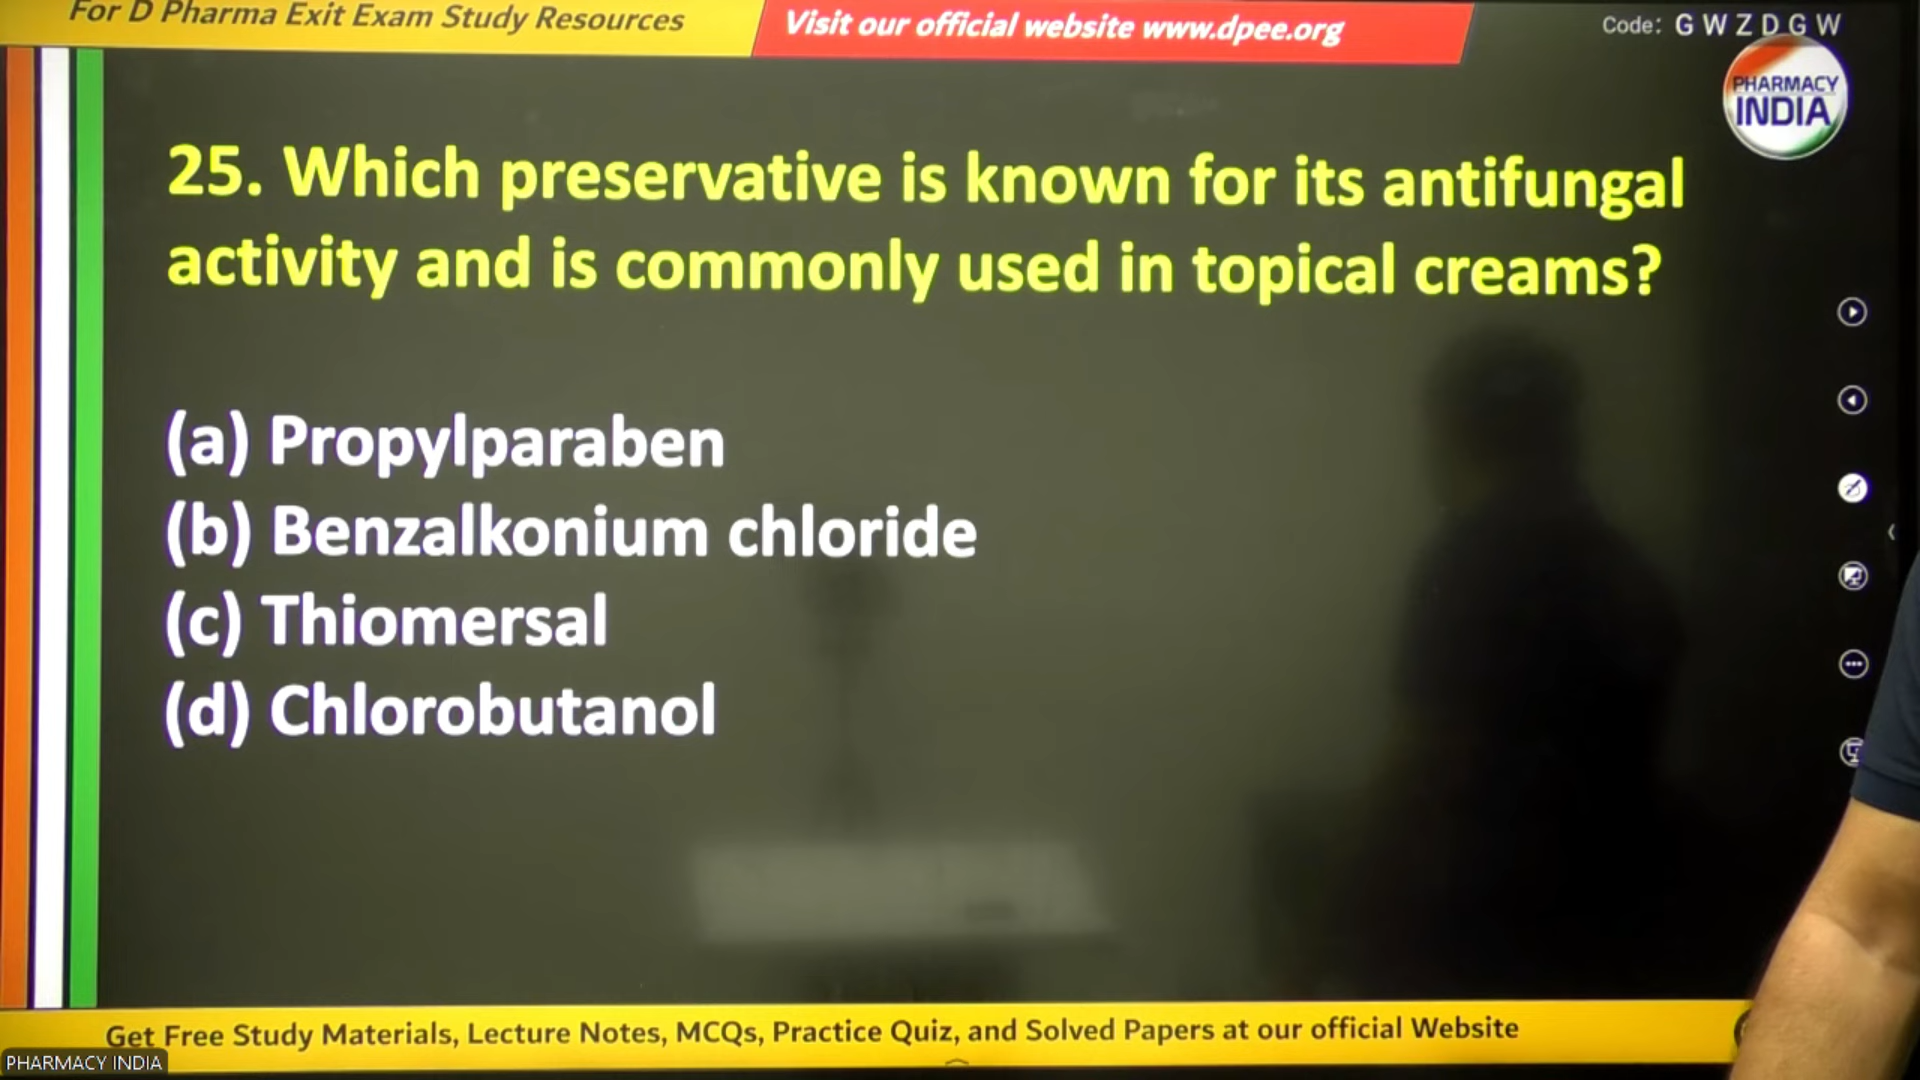 For D Pharma Exit Exam Study Resources
Visit our official website www.dpee.org
Code: G W Z D G W
PHARMACY
INDIA
25. Which preservative is known for its antifungal
activity and is commonly used in topical creams?
(a) Propylparaben
(b) Benzalkonium chloride
(c) Thiomersal
(d) Chlorobutanol
Get Free Study Materials, Lecture Notes, MCQs, Practice Quiz, and Solved Papers at our official Website
PHARMACY INDIA